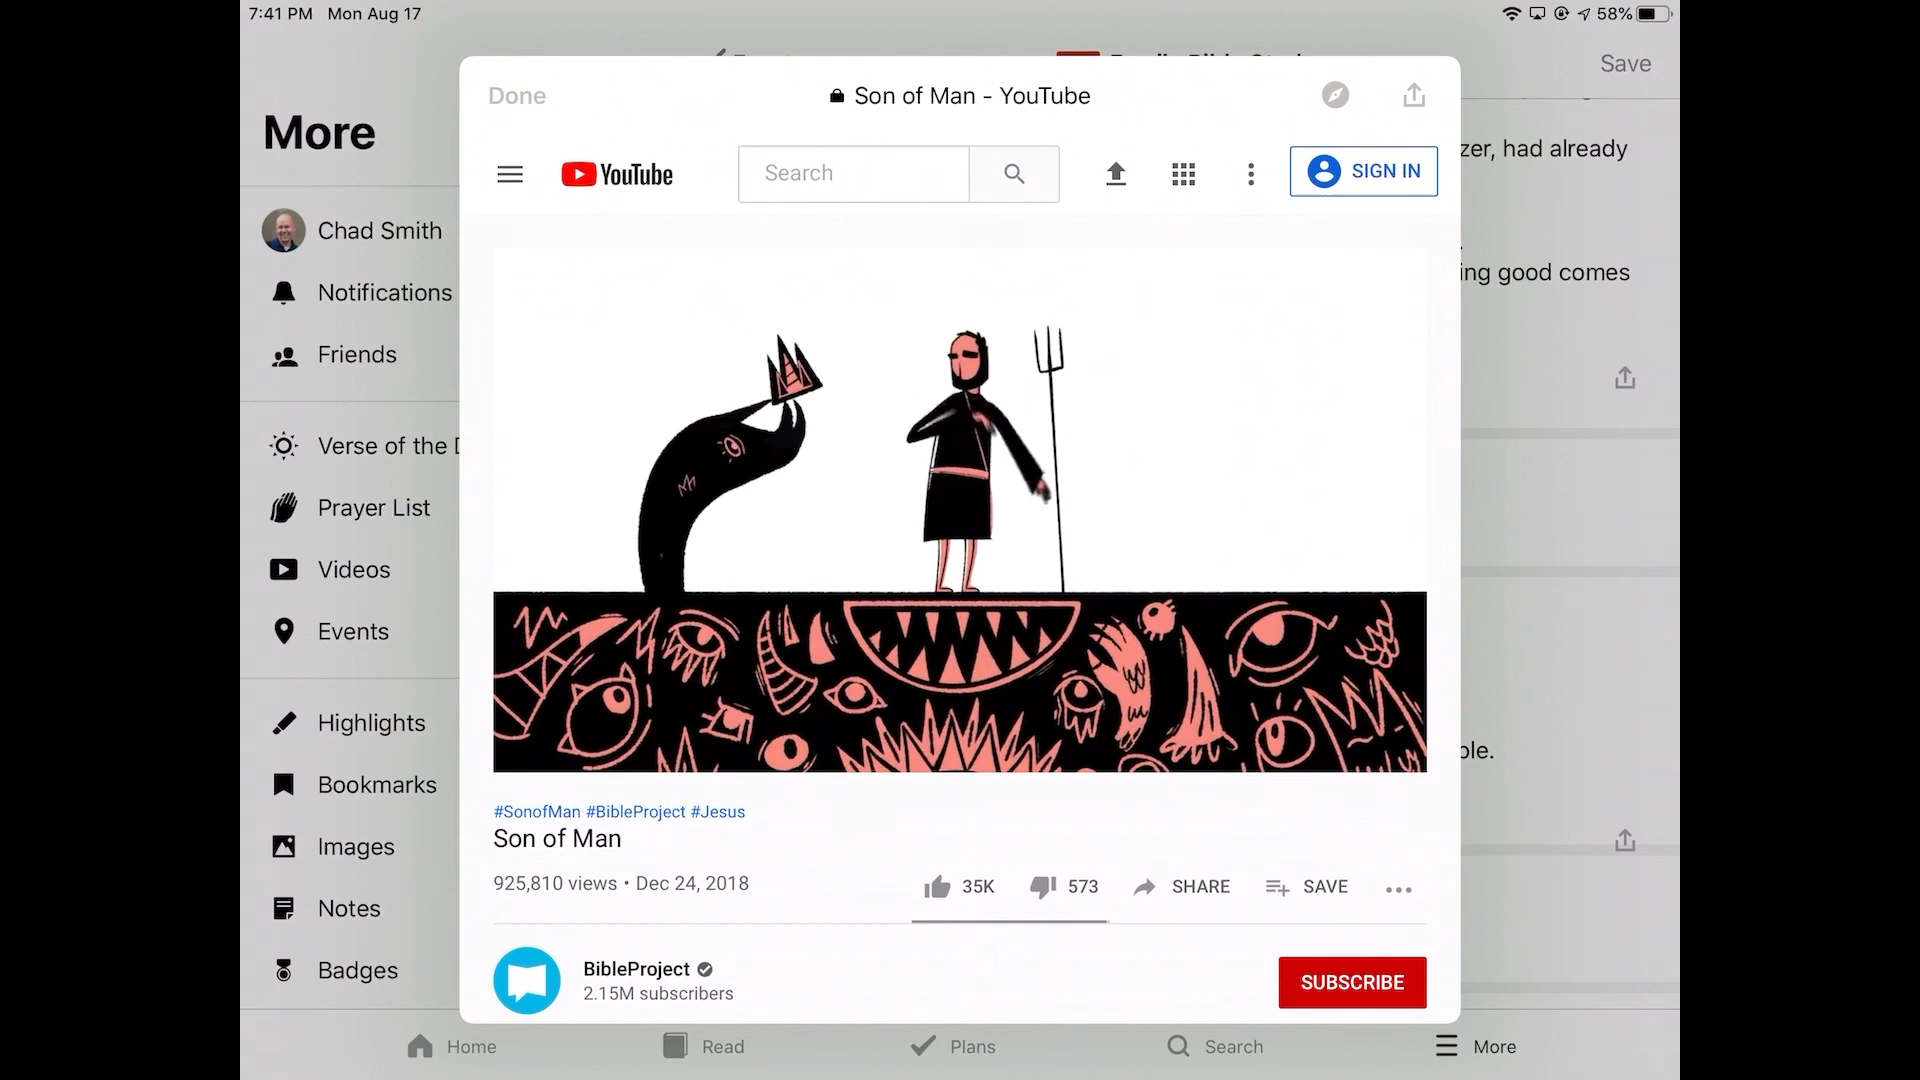 7:41 PM Mon Aug 17
58%
Save
Done
Son of Man - YouTube
More
YouTube
Search
SIGN IN
zer, had already
Chad Smith
Notifications
ing good comes
Friends
Verse of the
Prayer List
Videos
Events
Highlights
ble.
Bookmarks
#SonofMan #BibleProject #Jesus
Son of Man
Images
925,810 views • Dec 24, 2018
35K
573
SHARE
SAVE
Notes
BibleProject
2.15M subscribers
SUBSCRIBE
Badges
Home
Read
Plans
Search
More